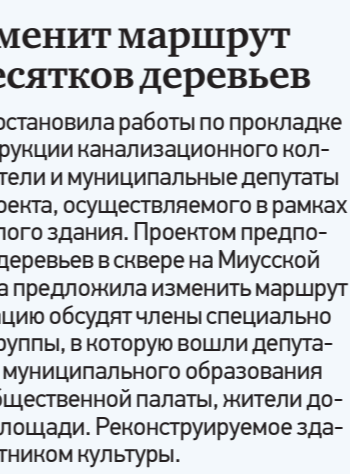 менит маршрут
есятков деревьев
остановила работы по прокладке
рукции канализационного кол-
тели и муниципальные депутаты
оекта, осуществляемого в рамках
лого здания. Проектом предпо-
деревьев в сквере на Миусской
а предложила изменить маршрут
ацию обсудят члены специально
руппы, в которую вошли депута-
муниципального образования
бщественной палаты, жители до-
лощади. Реконструируемое зда-
тником культуры.